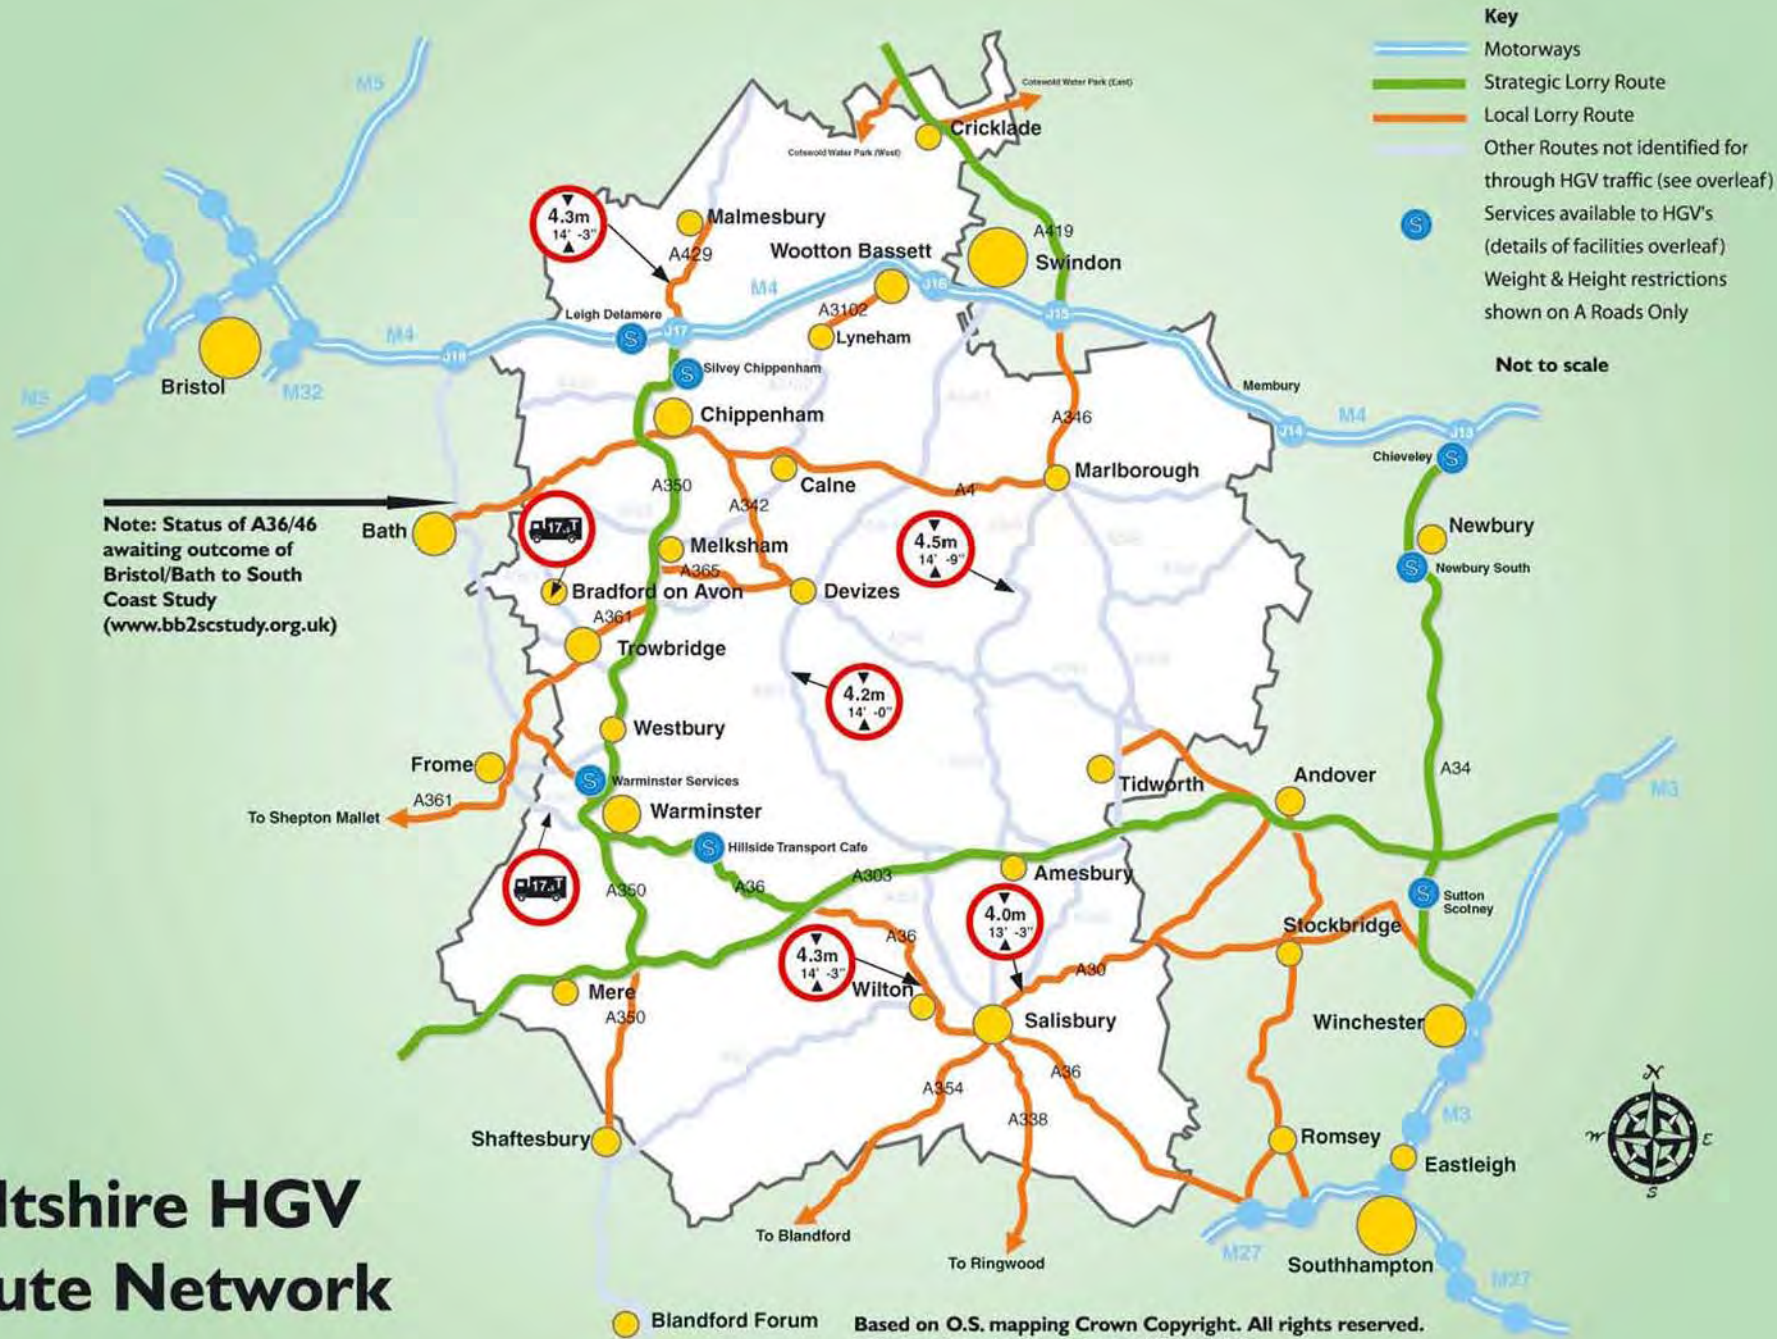 Key
Motorways
Strategic Lorry Route
Local Lorry Route
Other Routes not identified for
through HGV traffic (see overleaf)
Services available to HGV's
(details of facilities overleaf)
Weight & Height restrictions
shown on A Roads Only
Not to scale
M5
Cotswold Water Park (East)
Cricklade
Cotswold Water Park (West)
4.3m
14' -3"
Malmesbury
A429
Wootton Bassett
A419
Swindon
M4
J16
A3102
Leigh Delamere
S
J17
J15
Lyneham
M4
J18
Bristol
M5
M32
S
Silvey Chippenham
Membury
Chippenham
A346
J14
M4
J13
Chieveley
S
Calne
A4
Marlborough
A350
A342
Note: Status of A36/46
awaiting outcome of
Bristol/Bath to South
Coast Study
(www.bb2scstudy.org.uk)
Bath
17.5T
Melksham
A365
4.5m
14' -9"
Newbury
S
Newbury South
Bradford on Avon
Devizes
A361
Trowbridge
4.2m
14' -0"
Westbury
Frome
S
Warminster Services
Tidworth
Andover
A34
M3
A361
To Shepton Mallet
Warminster
S
Hillside Transport Cafe
A303
Amesbury
17.5T
A350
A36
4.0m
13' -3"
S
Sutton
Scotney
Stockbridge
A36
4.3m
14' -3"
A30
Mere
Wilton
A350
Salisbury
Winchester
A354
A36
A338
M3
Shaftesbury
Romsey
Eastleigh
N
W
E
S
To Blandford
To Ringwood
M27
Southhampton
M27
ltshire HGV
ute Network
Blandford Forum
Based on O.S. mapping Crown Copyright. All rights reserved.